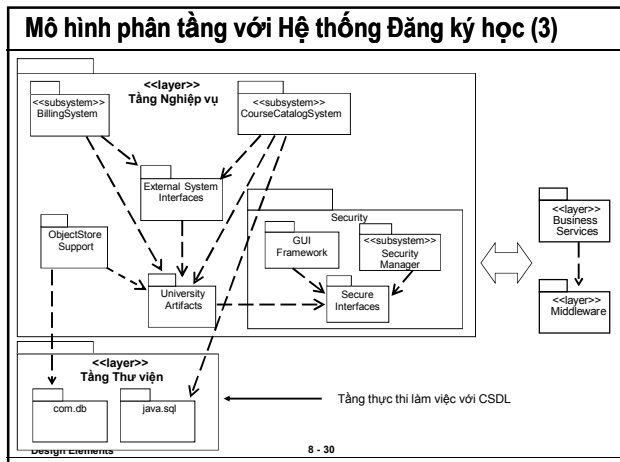 Mô hình phân tầng với Hệ thống Đăng ký học (3)
<<layer>>
Tầng Nghiệp vụ
<<subsystem>>
BillingSystem
<<subsystem>>
CourseCatalogSystem
External System
Interfaces
ObjectStore
Support
University
Artifacts
Security
GUI
Framework
<<subsystem>>
Security
Manager
Secure
Interfaces
<<layer>>
Business
Services
<<layer>>
Middleware
<<layer>>
Tầng Thư viện
com.db
java.sql
Tầng thực thi làm việc với CSDL
Design Elements
8 - 30